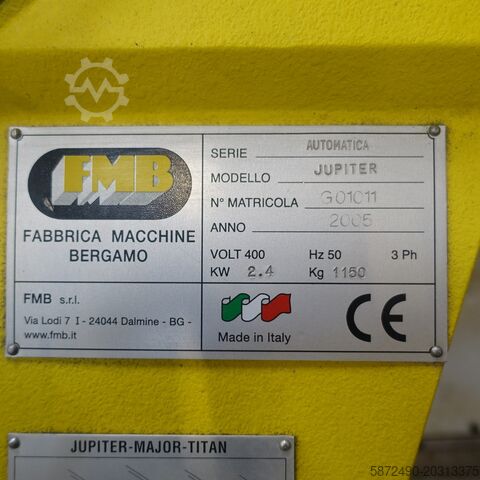 FMB
FABBRICA MACCHINE
BERGAMO
FMB s.r.l.
Via Lodi 7 I - 24044 Dalmine - BG -
www.fmb.it
SERIE AUTOMATICA
MODELLO JUPITER
N° MATRICOLA G01011
ANNO 2005
VOLT 400 Hz 50 3 Ph
KW 2.4 Kg 1150
Made in Italy
CE
JUPITER-MAJOR-TITAN
5872490-20313375